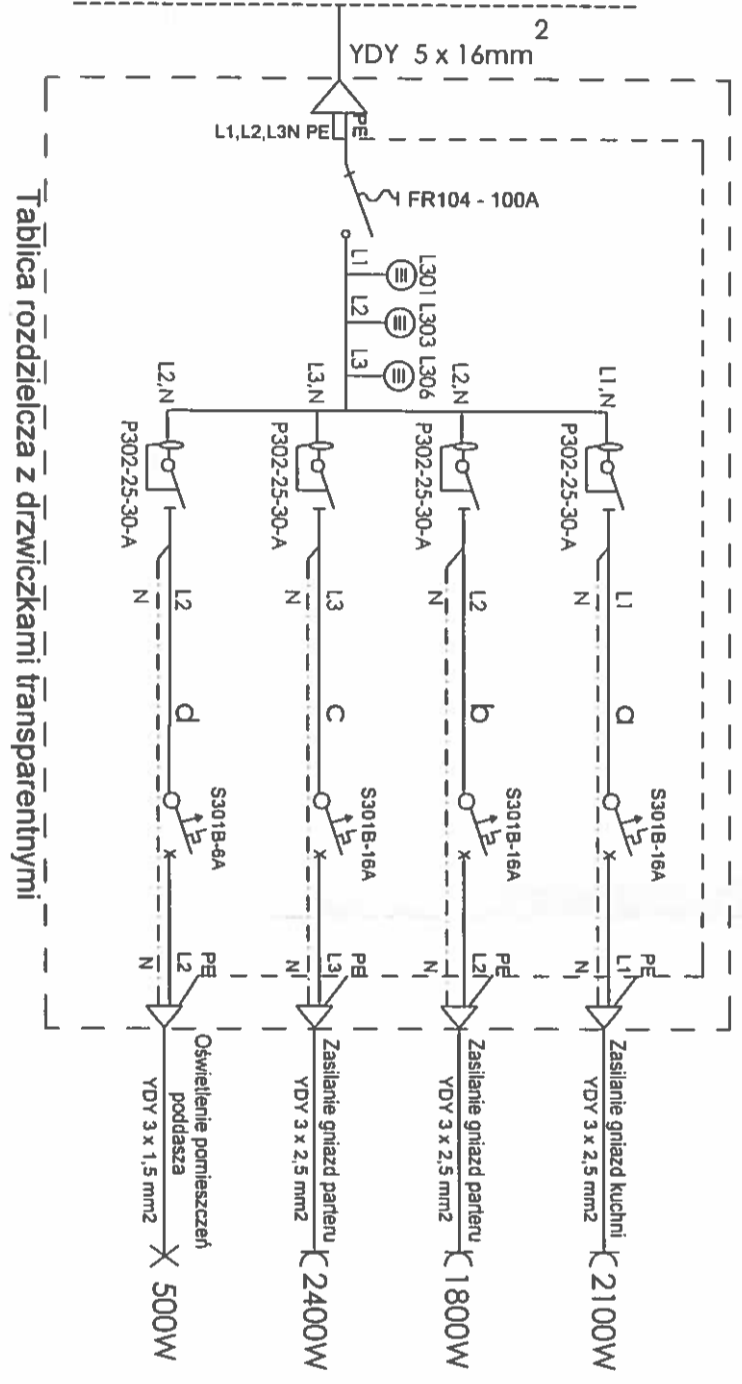 2
YDY 5 x 16mm
L1,L2,L3N PE
PE
FR104 - 100A
L1
L2
L3
L301
L303
L306
L2,N
L3,N
L2,N
L1,N
P302-25-30-A
P302-25-30-A
P302-25-30-A
P302-25-30-A
N
L2
N
L3
N
L2
N
L1
d
c
b
a
S301B-6A
S301B-16A
S301B-16A
S301B-16A
N
L2
PE
N
L3
PE
N
L2
PE
N
L1
PE
Oświetlenie pomieszczeń
poddasza
YDY 3 x 1,5 mm2
500W
Zasilanie gniazd parteru
YDY 3 x 2,5 mm2
2400W
Zasilanie gniazd parteru
YDY 3 x 2,5 mm2
1800W
Zasilanie gniazd kuchni
YDY 3 x 2,5 mm2
2100W
Tablica rozdzielcza z drzwiczkami transparentnymi